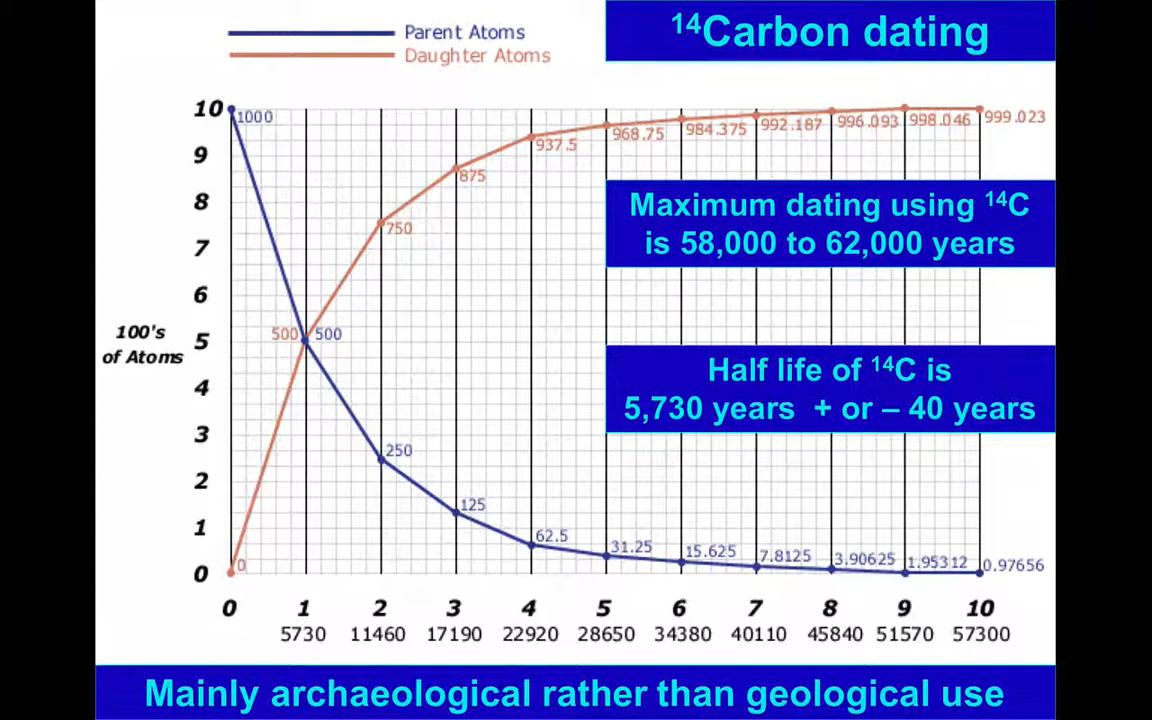 Parent Atoms
Daughter Atoms
¹⁴Carbon dating
10
9
8
7
6
5
4
3
2
1
0
100's
of Atoms
1000
500
250
125
62.5
31.25
15.625
7.8125
3.90625
1.95312
0.97656
0
500
750
875
937.5
968.75
984.375
992.187
996.093
998.046
999.023
Maximum dating using ¹⁴C
is 58,000 to 62,000 years
Half life of ¹⁴C is
5,730 years + or – 40 years
0 1 2 3 4 5 6 7 8 9 10
5730 11460 17190 22920 28650 34380 40110 45840 51570 57300
Mainly archaeological rather than geological use